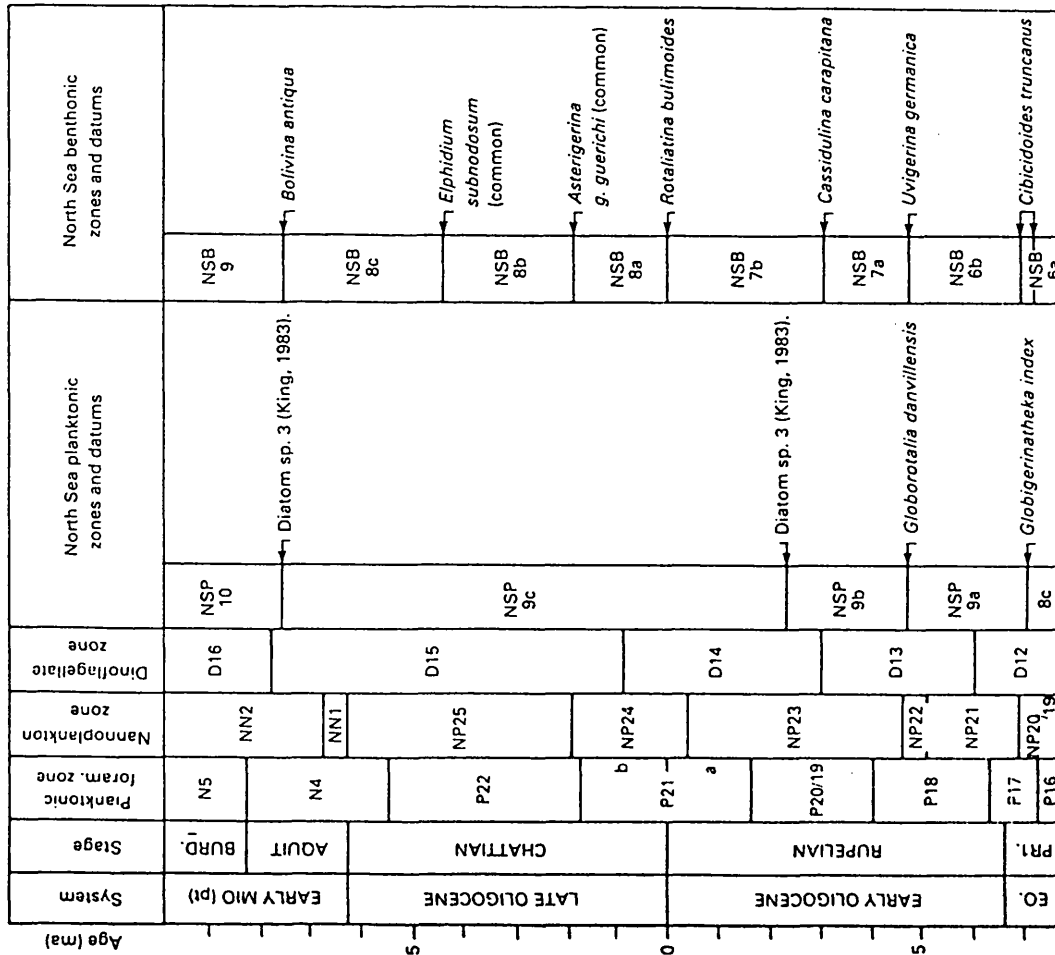 Age (ma)
System
Stage
Planktonic
foram. zone
Nannoplankton
zone
Dinoflagellate
zone
North Sea planktonic
zones and datums
North Sea benthonic
zones and datums
EARLY MIO (pt)
LATE OLIGOCENE
EARLY OLIGOCENE
EO.
BURD.
AQUIT
CHATTIAN
RUPELIAN
PR1.
N5
N4
P22
b
P21
a
P20/19
P18
P17
P16
NN2
NN1
NP25
NP24
NP23
NP22
NP21
NP20
'19
D16
D15
D14
D13
D12
NSP
10
NSP
9c
NSP
9b
NSP
9a
8c
Diatom sp. 3 (King, 1983).
Diatom sp. 3 (King, 1983).
Globorotalia danvillensis
Globigerinatheka index
NSB
9
NSB
8c
NSB
8b
NSB
8a
NSB
7b
NSB
7a
NSB
6b
NSB
6a
Bolivina antiqua
Elphidium
subnodosum
(common)
Asterigerina
g. guerichi (common)
Rotaliatina bulimoides
Cassidulina carapitana
Uvigerina germanica
Cibicidoides truncanus
5
0
5